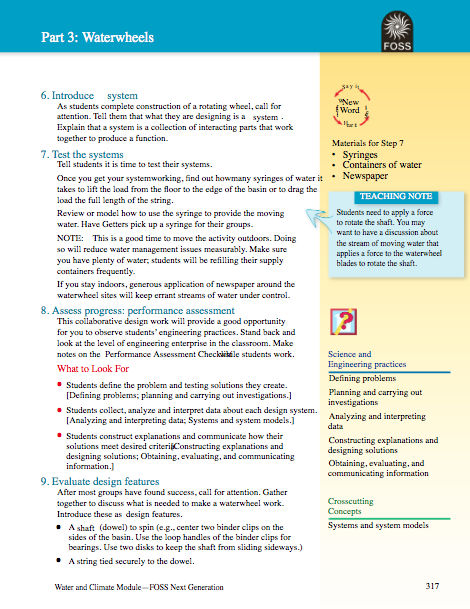 Part 3: Waterwheels
FOSS
6. Introduce system
As students complete construction of a rotating wheel, call for
attention. Tell them that what they are designing is a system .
Explain that a system is a collection of interacting parts that work
together to produce a function.
7. Test the systems
Tell students it is time to test their systems.
Once you get your systemworking, find out howmany syringes of water it
takes to lift the load from the floor to the edge of the basin or to drag the
load the full length of the string.
Review or model how to use the syringe to provide the moving
water. Have Getters pick up a syringe for their groups.
NOTE: This is a good time to move the activity outdoors. Doing
so will reduce water management issues measurably. Make sure
you have plenty of water; students will be refilling their supply
containers frequently.
If you stay indoors, generous application of newspaper around the
waterwheel sites will keep errant streams of water under control.
8. Assess progress: performance assessment
This collaborative design work will provide a good opportunity
for you to observe students' engineering practices. Stand back and
look at level of engineering enterprise in the classroom. Make
notes on the Performance Assessment Checklist while students work.
What to Look For
• Students define the problem and testing solutions they create.
[Defining problems; planning and carrying out investigations.]
• Students collect, analyze and interpret data about each design system.
[Analyzing and interpreting data; Systems and system models.]
• Students construct explanations and communicate how their
solutions meet desired criteria[Constructing explanations and
designing solutions; Obtaining, evaluating, and communicating
information.]
9. Evaluate design features
After most groups have found success, call for attention. Gather
together to discuss what is needed to make a waterwheel work.
Introduce these as design features.
• A shaft (dowel) to spin (e.g., center two binder clips on the
sides of the basin. Use the loop handles of the binder clips for
bearings. Use two disks to keep the shaft from sliding sideways.)
• A string tied securely to the dowel.
Say it
New
Word
Materials for Step 7
• Syringes
• Containers of water
• Newspaper
TEACHING NOTE
Students need to apply a force
to rotate the shaft. You may
want to have a discussion about
the stream of moving water that
applies a force to the waterwheel
blades to rotate the shaft.
?
Science and
Engineering practices
Defining problems
Planning and carrying out
investigations
Analyzing and interpreting
data
Constructing explanations and
designing solutions
Obtaining, evaluating, and
communicating information
Crosscutting
Concepts
Systems and system models
Water and Climate Module—FOSS Next Generation
317